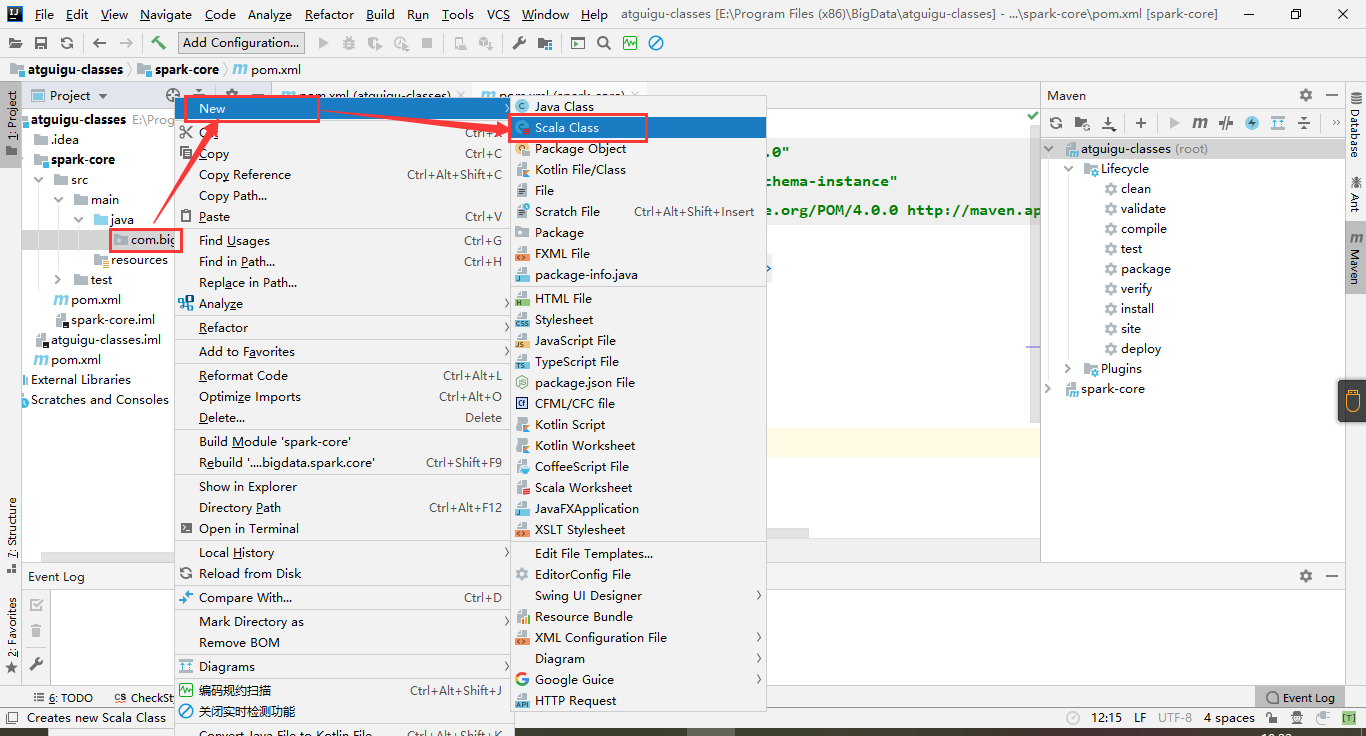 File Edit View Navigate Code Analyze Refactor Build Run Tools VCS Window Help atguigu-classes [E:\Program Files (x86)\BigData\atguigu-classes] - ...\spark-core\pom.xml [spark-core]
Add Configuration...
atguigu-classes spark-core pom.xml
1: Project
Project
pom.xml (atguigu-classes)
pom.xml (spark-core)
atguigu-classes E:\Prog
.idea
spark-core
src
main
java
com.big
resources
test
pom.xml
spark-core.iml
atguigu-classes.iml
pom.xml
External Libraries
Scratches and Consoles
New
Ctrl+X
Copy Ctrl+C
Copy Reference Ctrl+Alt+Shift+C
Copy Path...
Paste Ctrl+V
Find Usages Ctrl+G
Find in Path... Ctrl+H
Replace in Path...
Analyze
Refactor
Add to Favorites
Reformat Code Ctrl+Alt+L
Optimize Imports Ctrl+Alt+O
Delete... Delete
Build Module 'spark-core'
Rebuild '....bigdata.spark.core' Ctrl+Shift+F9
Show in Explorer
Directory Path Ctrl+Alt+F12
Open in Terminal
Local History
Reload from Disk
Compare With... Ctrl+D
Mark Directory as
Remove BOM
Diagrams
编码规约扫描 Ctrl+Alt+Shift+J
关闭实时检测功能
Convert Java File to Kotlin File Ctrl+Alt+Shift+K
Java Class
Scala Class
Package Object
Kotlin File/Class
File
Scratch File Ctrl+Alt+Shift+Insert
Package
FXML File
package-info.java
HTML File
Stylesheet
JavaScript File
TypeScript File
package.json File
CFML/CFC file
Kotlin Script
Kotlin Worksheet
CoffeeScript File
Scala Worksheet
JavaFXApplication
XSLT Stylesheet
Edit File Templates...
EditorConfig File
Swing UI Designer
Resource Bundle
XML Configuration File
Diagram
Google Guice
HTTP Request
.0"
chema-instance"
e.org/POM/4.0.0 http://maven.ap
>
Maven
atguigu-classes (root)
Lifecycle
clean
validate
compile
test
package
verify
install
site
deploy
Plugins
spark-core
Database
Ant
Maven
7: Structure
2: Favorites
Event Log
6: TODO
CheckSty
Event Log
Creates new Scala Class
12:15 LF UTF-8 4 spaces